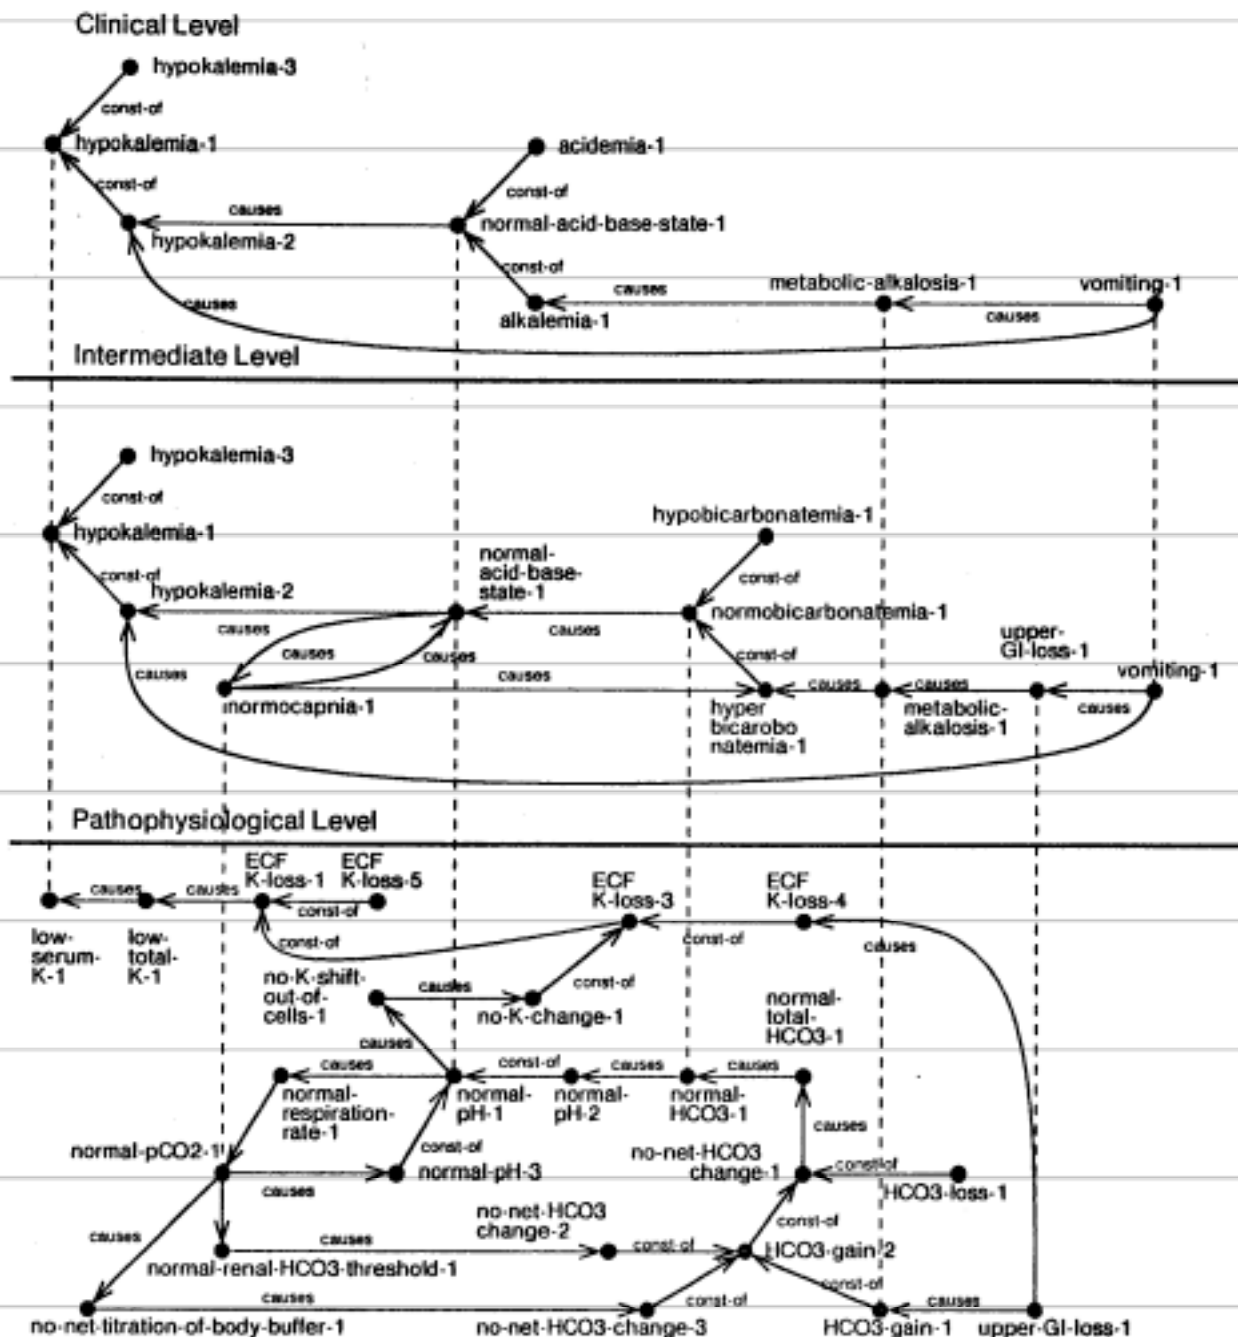 Clinical Level
hypokalemia-3
const-of
hypokalemia-1
acidemia-1
const-of
const-of
causes
normal-acid-base-state-1
hypokalemia-2
const-of
metabolic-alkalosis-1
vomiting-1
causes
causes
causes
alkalemia-1
Intermediate Level
hypokalemia-3
const-of
hypobicarbonatemia-1
hypokalemia-1
normal-
acid-base-
state-1
const-of
const-of
hypokalemia-2
normobicarbonatemia-1
causes
causes
upper-
GI-loss-1
causes
causes
const-of
vomiting-1
causes
causes
causes
causes
causes
normocapnia-1
hyper
bicarobo
natemia-1
metabolic-
alkalosis-1
Pathophysiological Level
ECF
K-loss-1
ECF
K-loss-5
ECF
K-loss-3
ECF
K-loss-4
causes
causes
const-of
low-
serum-
K-1
low-
total-
K-1
const-of
const-of
causes
no-K-shift-
out-of-
cells-1
causes
const-of
no-K-change-1
normal-
total-
HCO3-1
causes
causes
const-of
causes
causes
normal-
respiration-
rate-1
normal-
pH-1
normal-
pH-2
normal-
HCO3-1
causes
normal-pCO2-1
const-of
no-net-HCO3
change-1
const-of
causes
normal-pH-3
HCO3-loss-1
no-net-HCO3
change-2
const-of
causes
causes
const-of
HCO3-gain-2
normal-renal-HCO3-threshold-1
const-of
causes
const-of
causes
no-net-titration-of-body-buffer-1
no-net-HCO3-change-3
HCO3-gain-1
upper-GI-loss-1